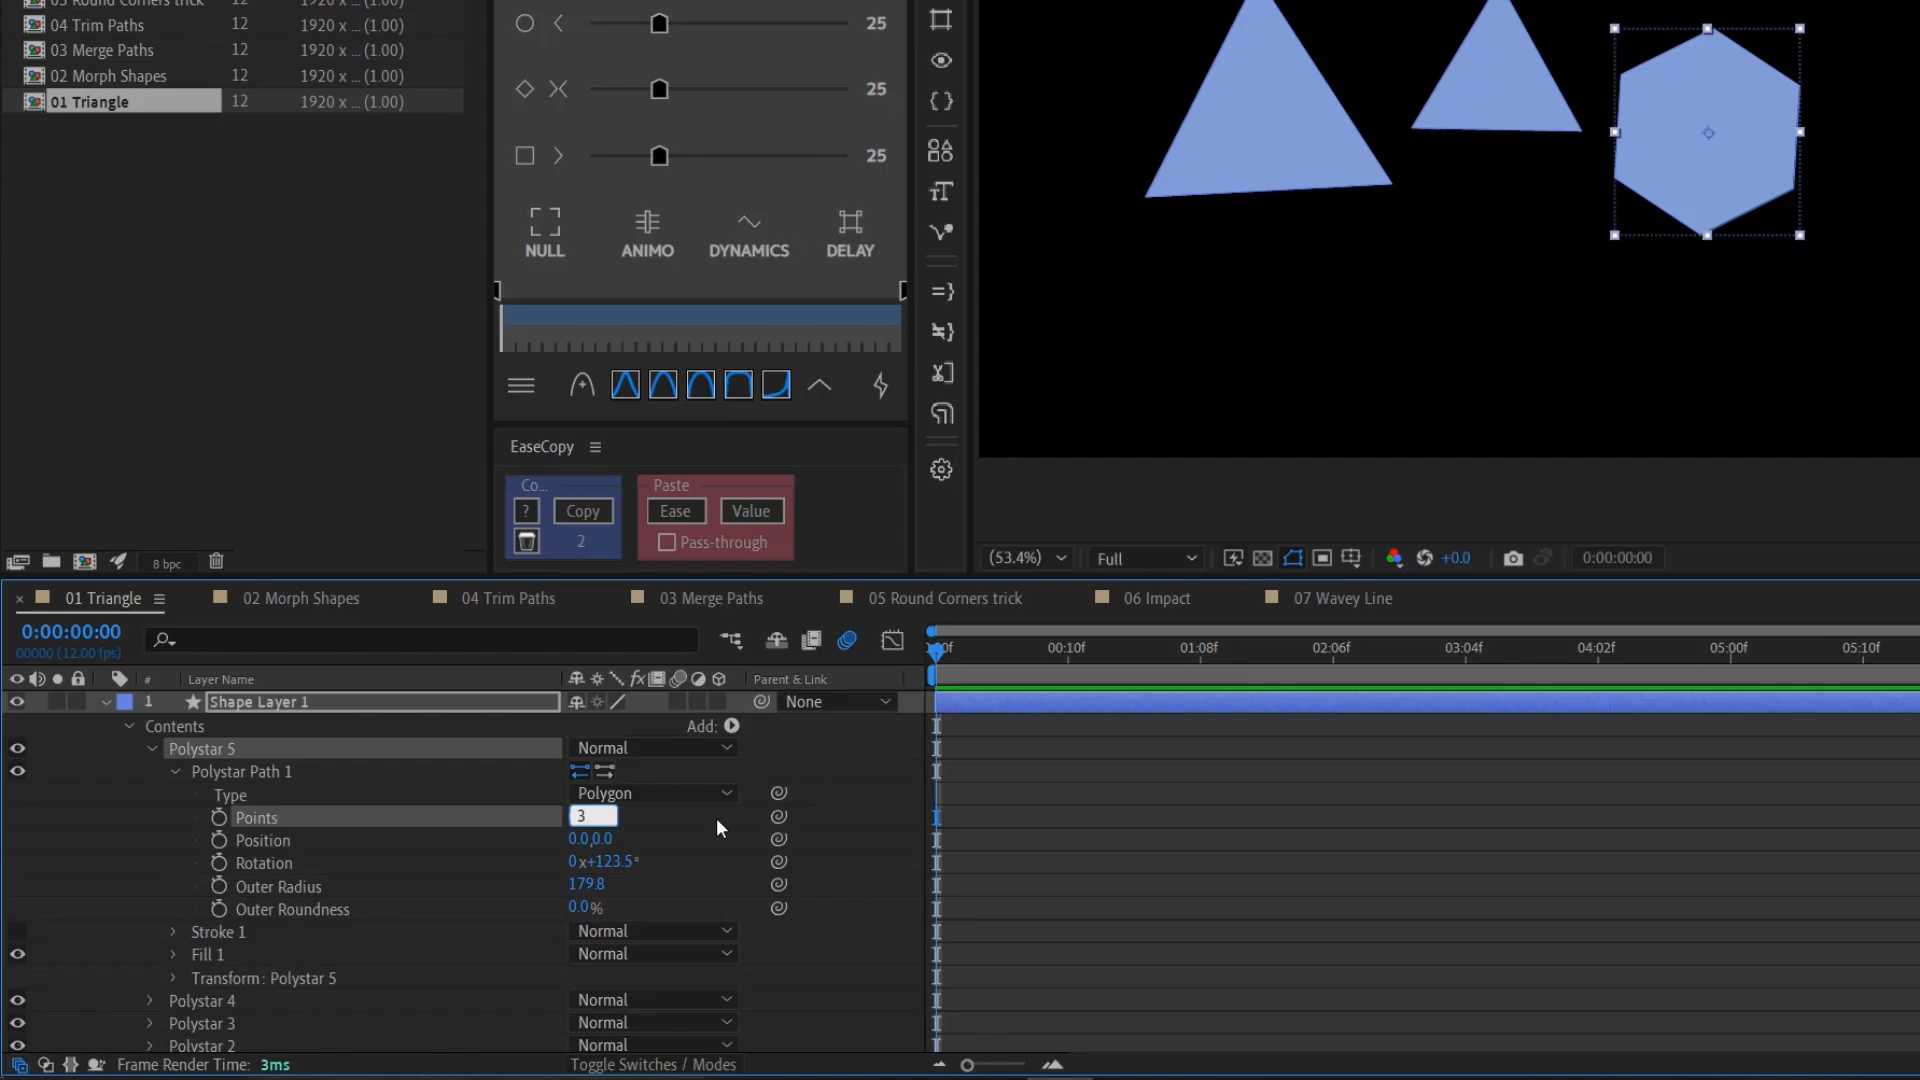 05 Round Corners trick 12 1920 x ... (1.00)
04 Trim Paths 12 1920 x ... (1.00)
03 Merge Paths 12 1920 x ... (1.00)
02 Morph Shapes 12 1920 x ... (1.00)
01 Triangle 12 1920 x ... (1.00)
25
25
25
NULL ANIMO DYNAMICS DELAY
EaseCopy
Co... Paste
? Copy Ease Value
2 Pass-through
8 bpc
(53.4%) Full +0.0 0:00:00:00
01 Triangle 02 Morph Shapes 04 Trim Paths 03 Merge Paths 05 Round Corners trick 06 Impact 07 Wavey Line
0:00:00:00
00000 (12.00 fps)
00:10f 01:08f 02:06f 03:04f 04:02f 05:00f 05:10f
# Layer Name Parent & Link
1 Shape Layer 1 None
Contents Add:
Polystar 5 Normal
Polystar Path 1
Type Polygon
Points 3
Position 0.0,0.0
Rotation 0x+123.5°
Outer Radius 179.8
Outer Roundness 0.0%
Stroke 1 Normal
Fill 1 Normal
Transform: Polystar 5
Polystar 4 Normal
Polystar 3 Normal
Polystar 2 Normal
Frame Render Time: 3ms Toggle Switches / Modes